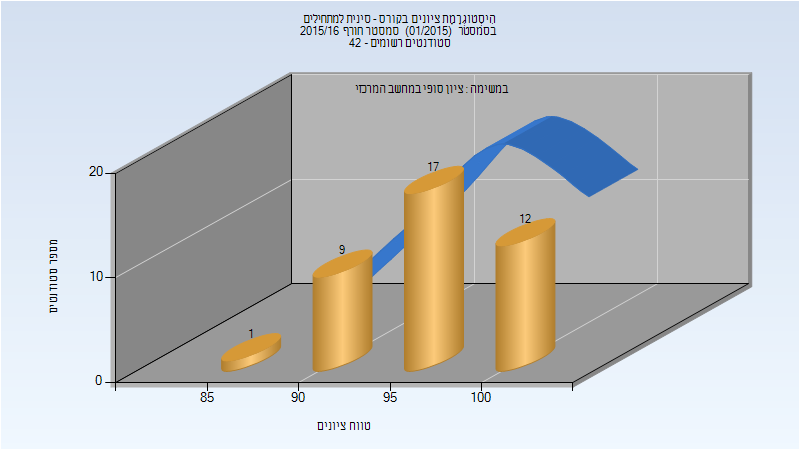 היסטוגרמת ציונים בקורס - סינית למתחילים
בסמסטר (01/2015) סמסטר חורף 2015/16
סטודנטים רשומים - 42
במשימה : ציון סופי במחשב המרכזי
20
10
0
מספר סטודנטים
1
9
17
12
85
90
95
100
טווח ציונים